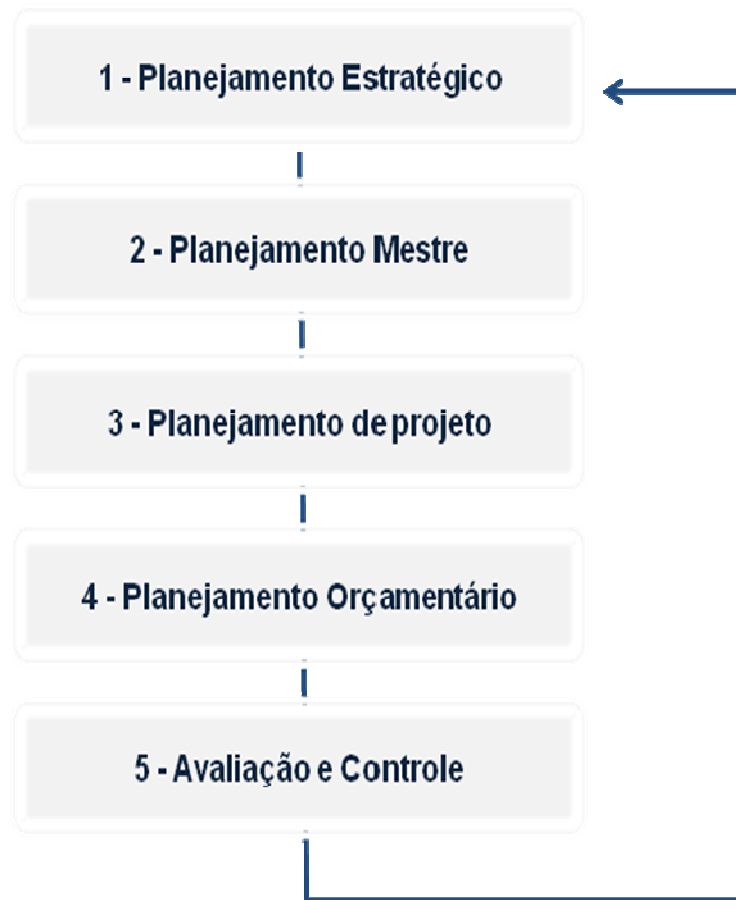 1 - Planejamento Estratégico
2 - Planejamento Mestre
3 - Planejamento de projeto
4 - Planejamento Orçamentário
5 - Avaliação e Controle